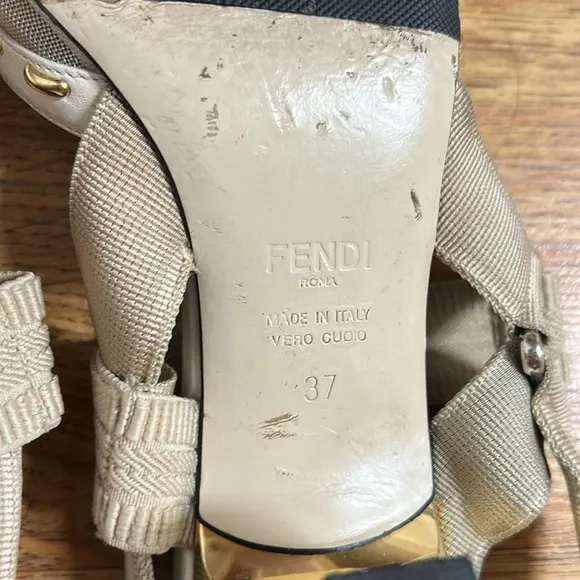 FENDI
ROMA
MADE IN ITALY
VERO CUOIO
37